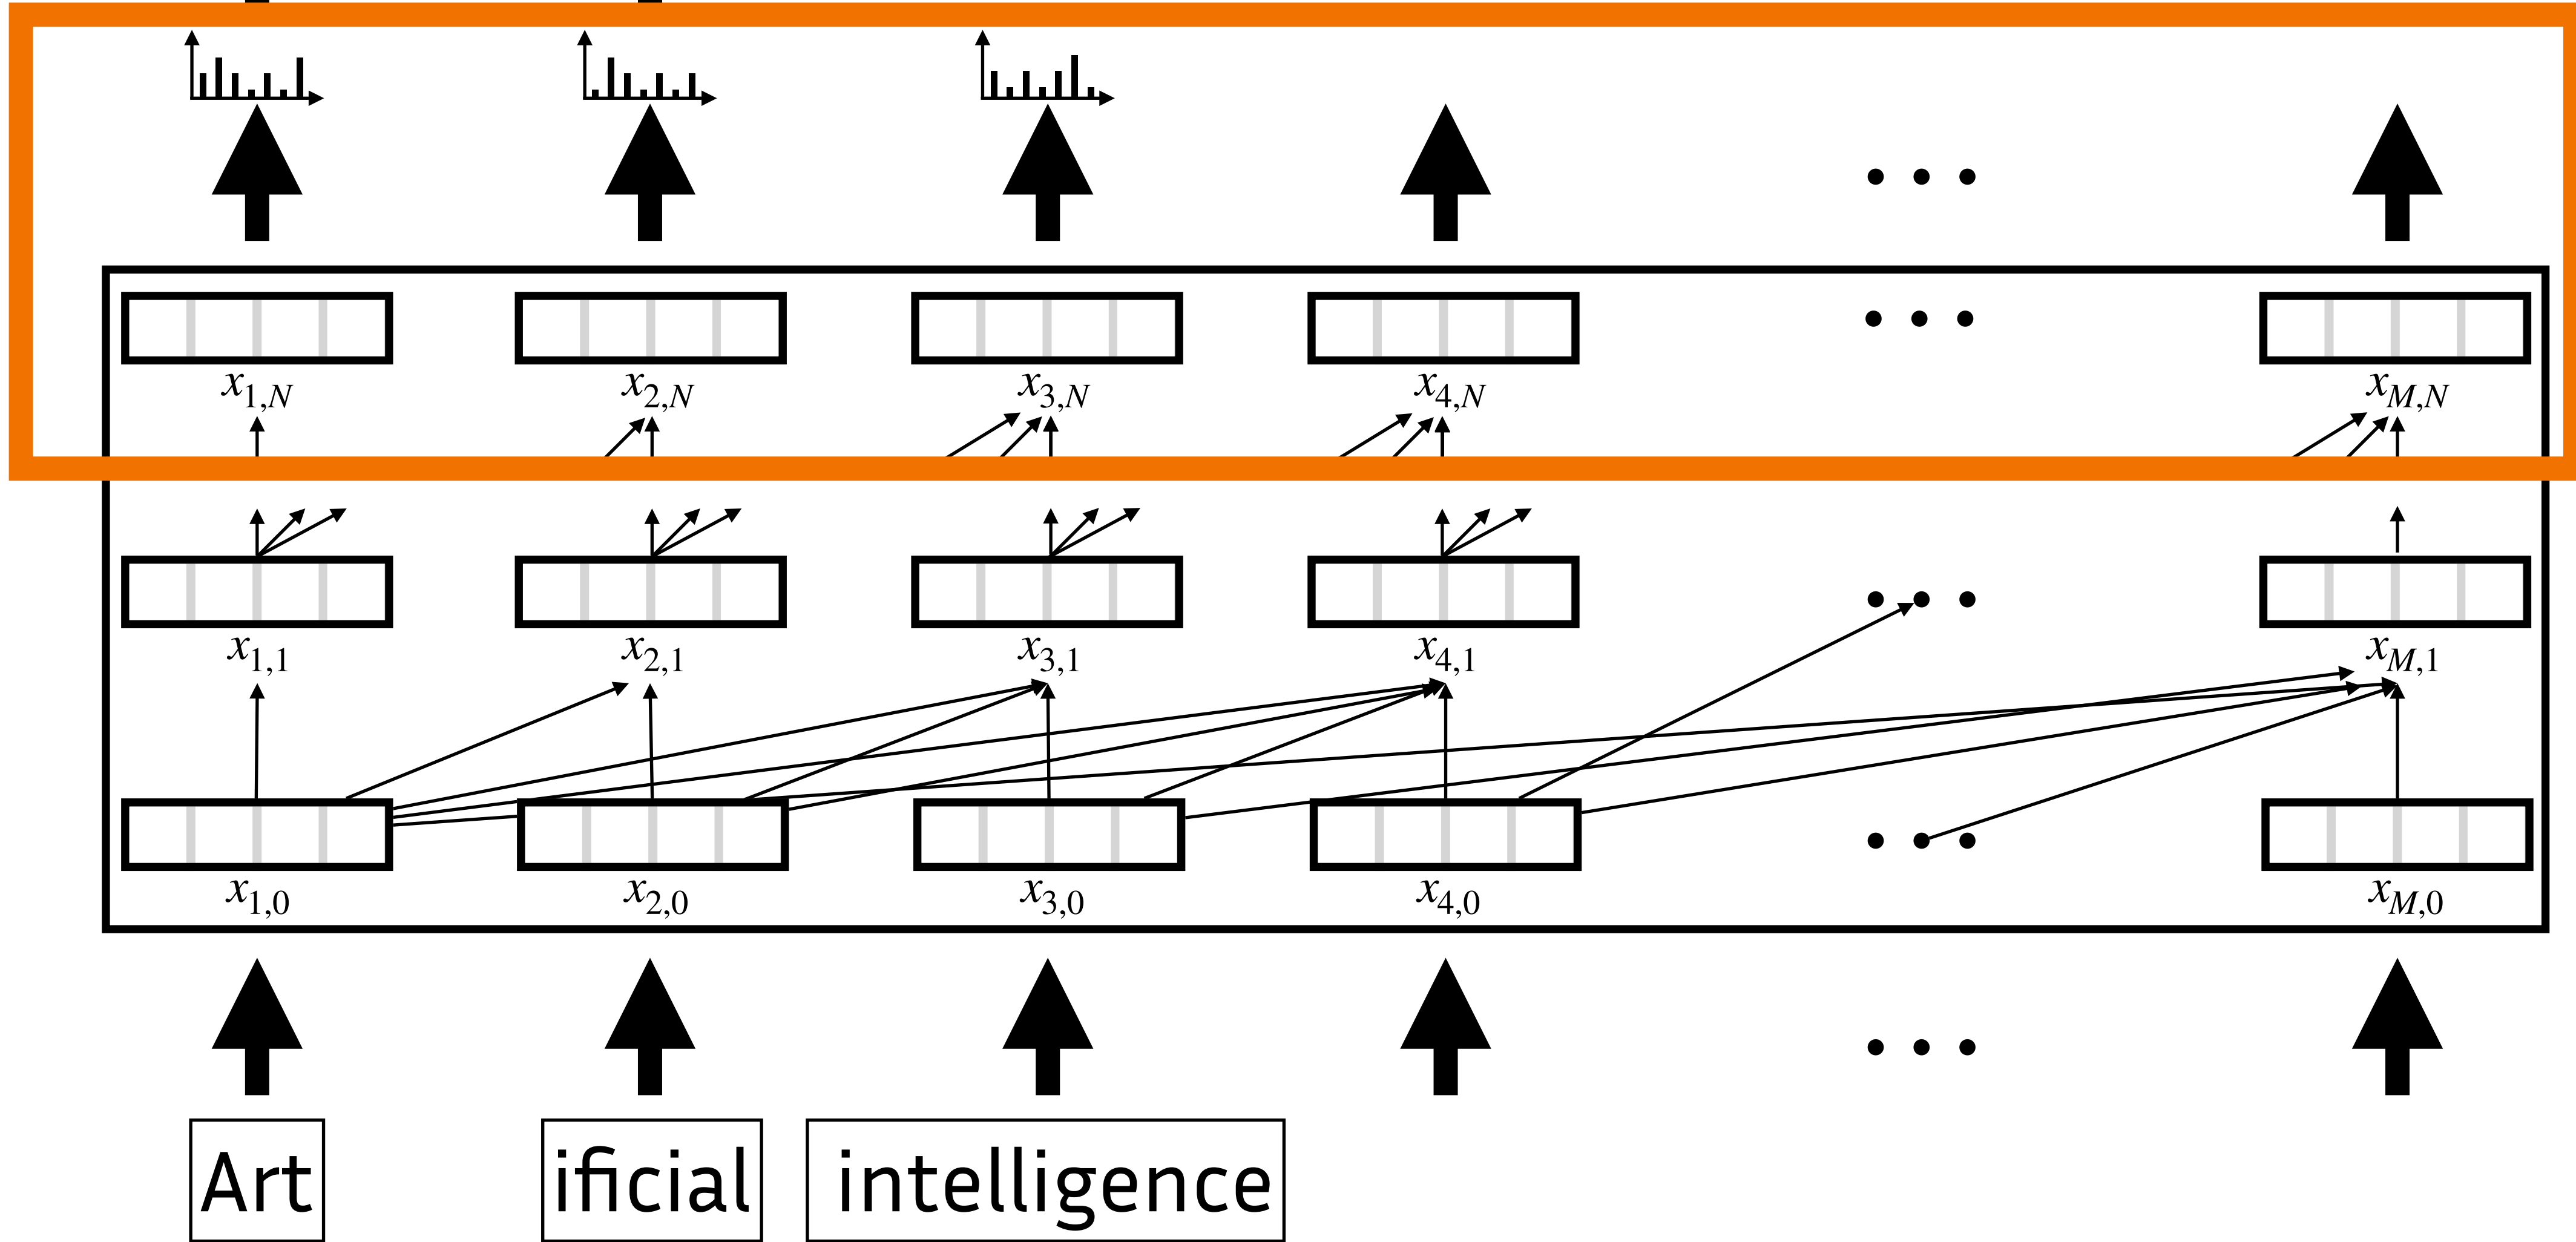 x1,N x2,N x3,N x4,N xM,N
x1,1 x2,1 x3,1 x4,1 xM,1
x1,0 x2,0 x3,0 x4,0 xM,0
Art ificial intelligence